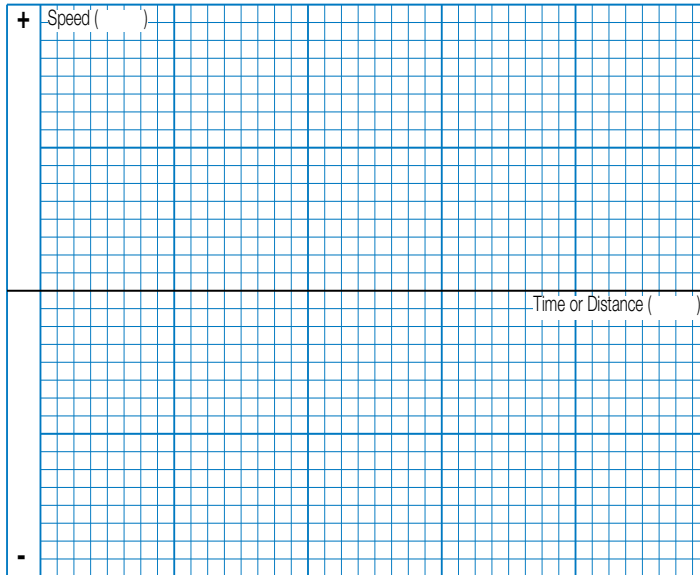 + Speed ( )
Time or Distance ( )
-